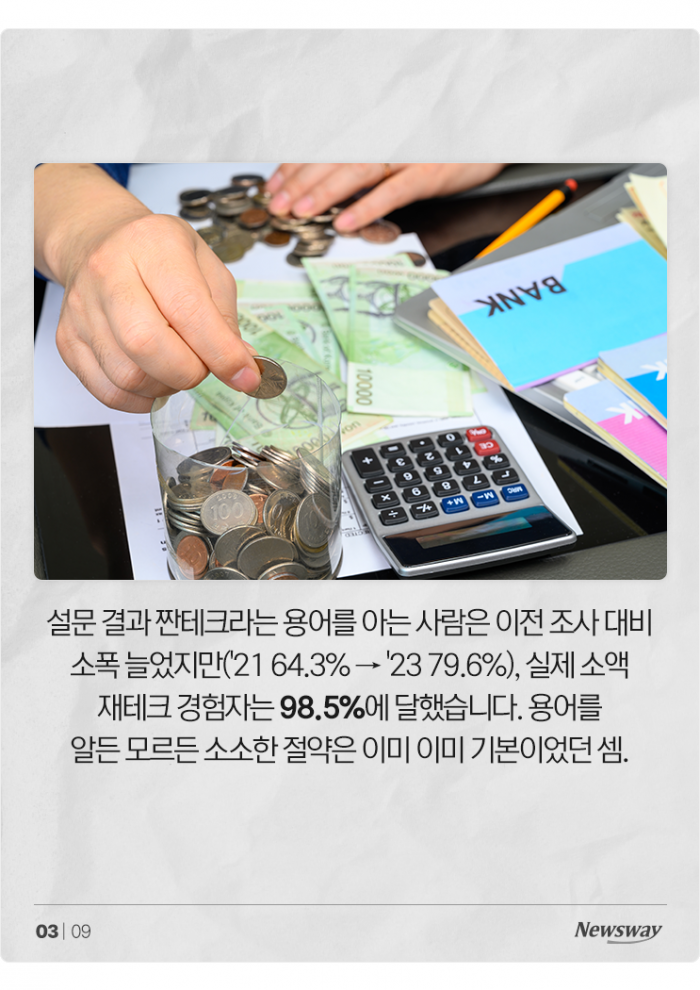 BANK
10000
100
설문 결과 짠테크라는 용어를 아는 사람은 이전 조사 대비
소폭 늘었지만('21 64.3% → '23 79.6%), 실제 소액
재테크 경험자는 98.5%에 달했습니다. 용어를
알든 모르든 소소한 절약은 이미 이미 기본이었던 셈.
03 | 09
Newsway